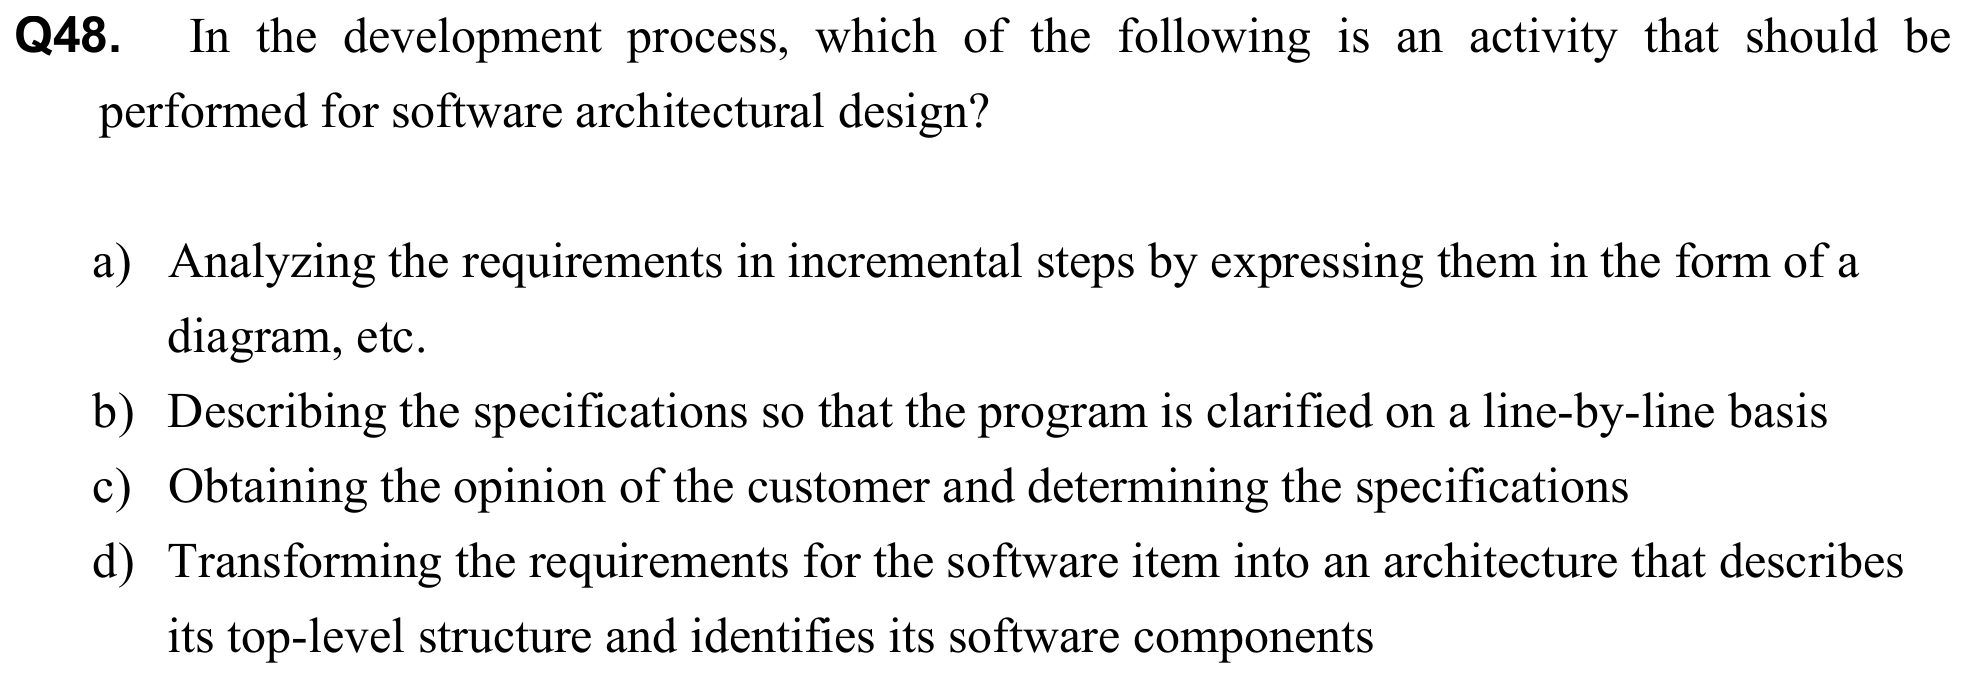 Q48. In the development process, which of the following is an activity that should be
performed for software architectural design?
a) Analyzing the requirements in incremental steps by expressing them in the form of a
diagram, etc.
b) Describing the specifications so that the program is clarified on a line-by-line basis
c) Obtaining the opinion of the customer and determining the specifications
d) Transforming the requirements for the software item into an architecture that describes
its top-level structure and identifies its software components